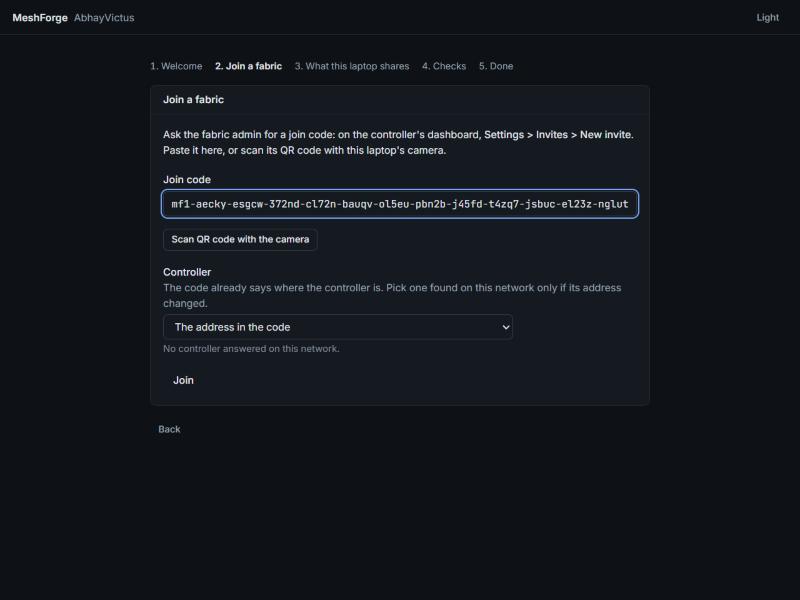 MeshForge AbhayVictus Light
1. Welcome 2. Join a fabric 3. What this laptop shares 4. Checks 5. Done
Join a fabric
Ask the fabric admin for a join code: on the controller's dashboard, Settings > Invites > New invite.
Paste it here, or scan its QR code with this laptop's camera.
Join code
mf1-aecky-esgcw-372nd-cl72n-bauqv-ol5eu-pbn2b-j45fd-t4zq7-jsbuc-el23z-nglut
Scan QR code with the camera
Controller
The code already says where the controller is. Pick one found on this network only if its address
changed.
The address in the code
No controller answered on this network.
Join
Back